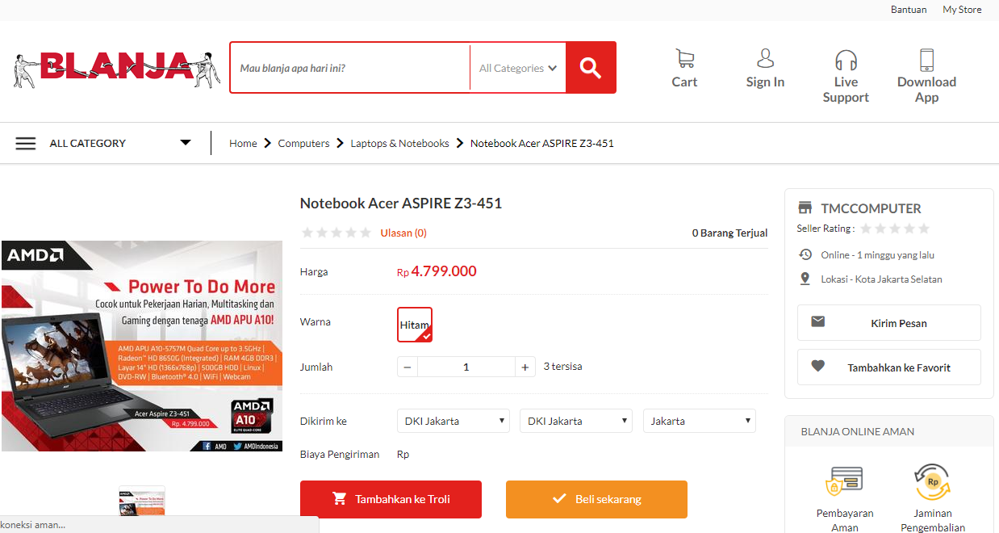 Bantuan
My Store
BLANJA
Mau blanja apa hari ini?
All Categories
Cart
Sign In
Live
Support
Download
App
ALL CATEGORY
Home
Computers
Laptops & Notebooks
Notebook Acer ASPIRE Z3-451
AMD
Power To Do More
Cocok untuk Pekerjaan Harian, Multitasking dan
Gaming dengan tenaga AMD APU A10!
AMD APU A10-5757M Quad Core up to 3.5GHz |
Radeon™ HD 8650G (Integrated) | RAM 4GB DDR3 |
Layar 14" HD (1366x768p) | 500GB HDD | Linux |
DVD-RW | Bluetooth® 4.0 | WiFi | Webcam
Acer Aspire Z3-451
Rp. 4.799.000
AMD
A10
ELITE QUAD-CORE
AMD
AMDIndonesia
Notebook Acer ASPIRE Z3-451
Ulasan (0)
0 Barang Terjual
Harga
Rp 4.799.000
Warna
Hitam
Jumlah
− 1 + 3 tersisa
Dikirim ke
DKI Jakarta
DKI Jakarta
Jakarta
Biaya Pengiriman
Rp
Tambahkan ke Troli
Beli sekarang
TMCCOMPUTER
Seller Rating :
Online - 1 minggu yang lalu
Lokasi - Kota Jakarta Selatan
Kirim Pesan
Tambahkan ke Favorit
BLANJA ONLINE AMAN
Rp
Pembayaran
Aman
Jaminan
Pengembalian
koneksi aman...